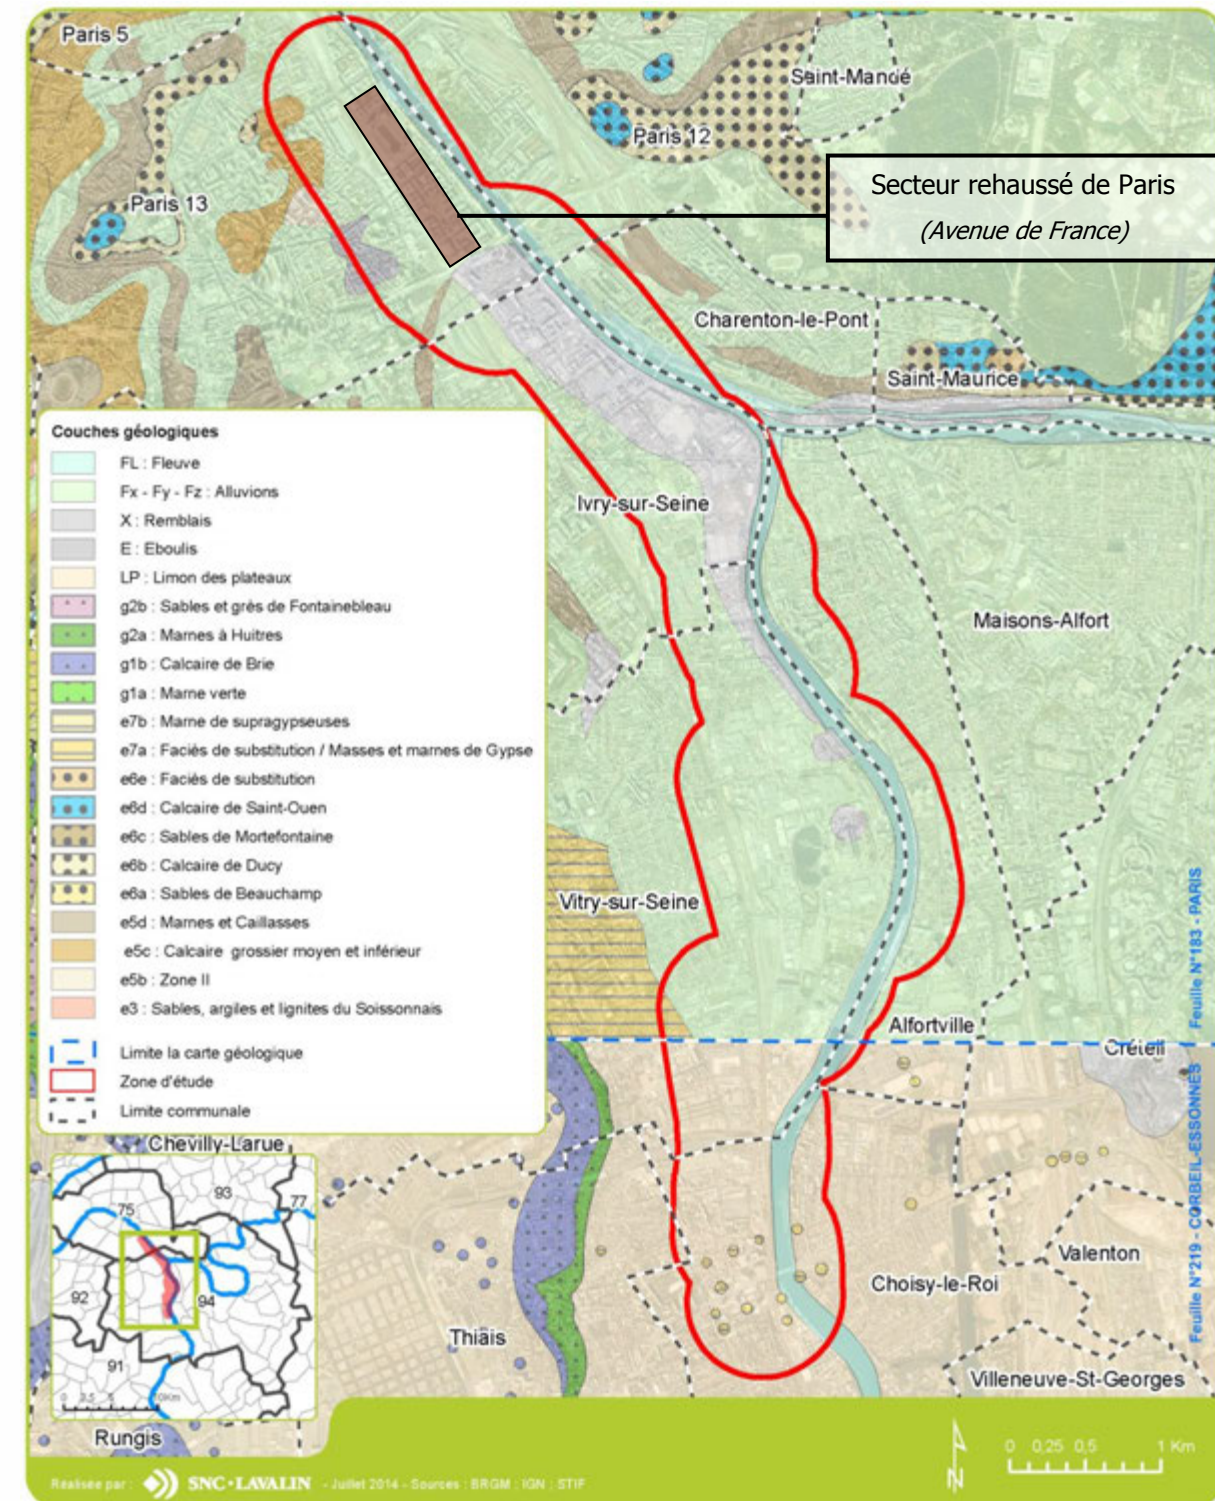 Paris 5
Saint-Mandé
Paris 12
Secteur rehaussé de Paris
(Avenue de France)
Paris 13
Charenton-le-Pont
Saint-Maurice
Couches géologiques
FL : Fleuve
Fx - Fy - Fz : Alluvions
X : Remblais
E : Eboulis
LP : Limon des plateaux
g2b : Sables et grès de Fontainebleau
g2a : Marnes à Huitres
g1b : Calcaire de Brie
g1a : Marne verte
e7b : Marne de supragypseuses
e7a : Faciés de substitution / Masses et marnes de Gypse
e6e : Faciés de substitution
e6d : Calcaire de Saint-Ouen
e6c : Sables de Mortefontaine
e6b : Calcaire de Ducy
e6a : Sables de Beauchamp
e5d : Marnes et Caillasses
e5c : Calcaire grossier moyen et inférieur
e5b : Zone II
e3 : Sables, argiles et lignites du Soissonnais
Limite la carte géologique
Zone d'étude
Limite communale
Ivry-sur-Seine
Maisons-Alfort
Vitry-sur-Seine
Feuille N°183 - PARIS
Alfortville
Créteil
Feuille N°219 - CORBEIL-ESSONNES
Chevilly-Larue
93
77
75
92
94
91
0 2,5 5 10Km
Valenton
Choisy-le-Roi
Thiais
Villeneuve-St-Georges
Rungis
N
0 0,25 0,5 1 Km
Réalisée par : SNC•LAVALIN - Juillet 2014 - Sources : BRGM : IGN : STIF